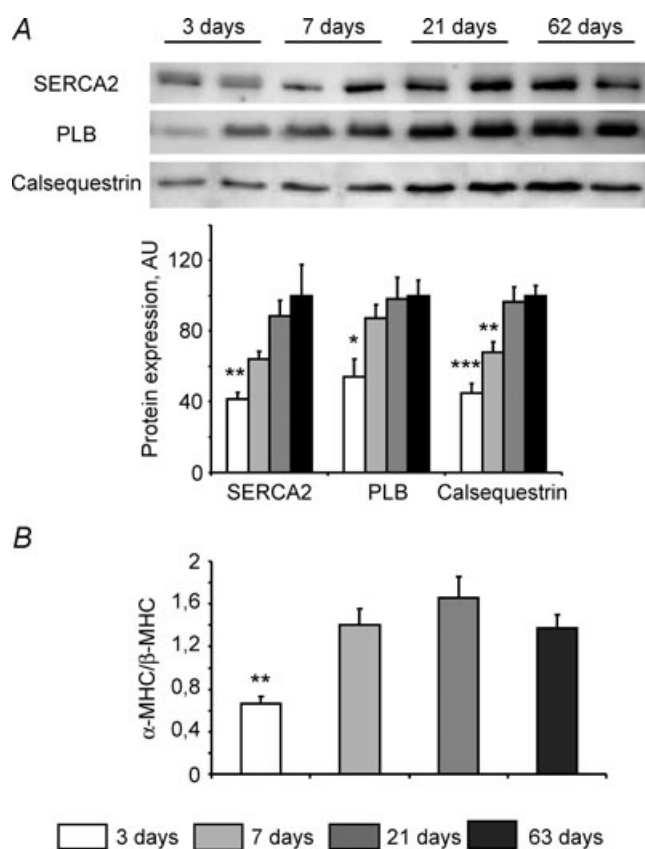 A
3 days 7 days 21 days 62 days
SERCA2
PLB
Calsequestrin
Protein expression, AU
120
80
40
0
** * *** **
SERCA2 PLB Calsequestrin
B
α-MHC/β-MHC
2
1,6
1,2
0,8
0,4
0
**
3 days 7 days 21 days 63 days